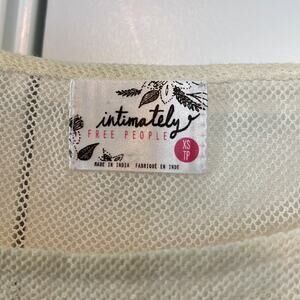 intimately
FREE PEOPLE
XS
TP
MADE IN INDIA FABRIQUÉ EN INDE